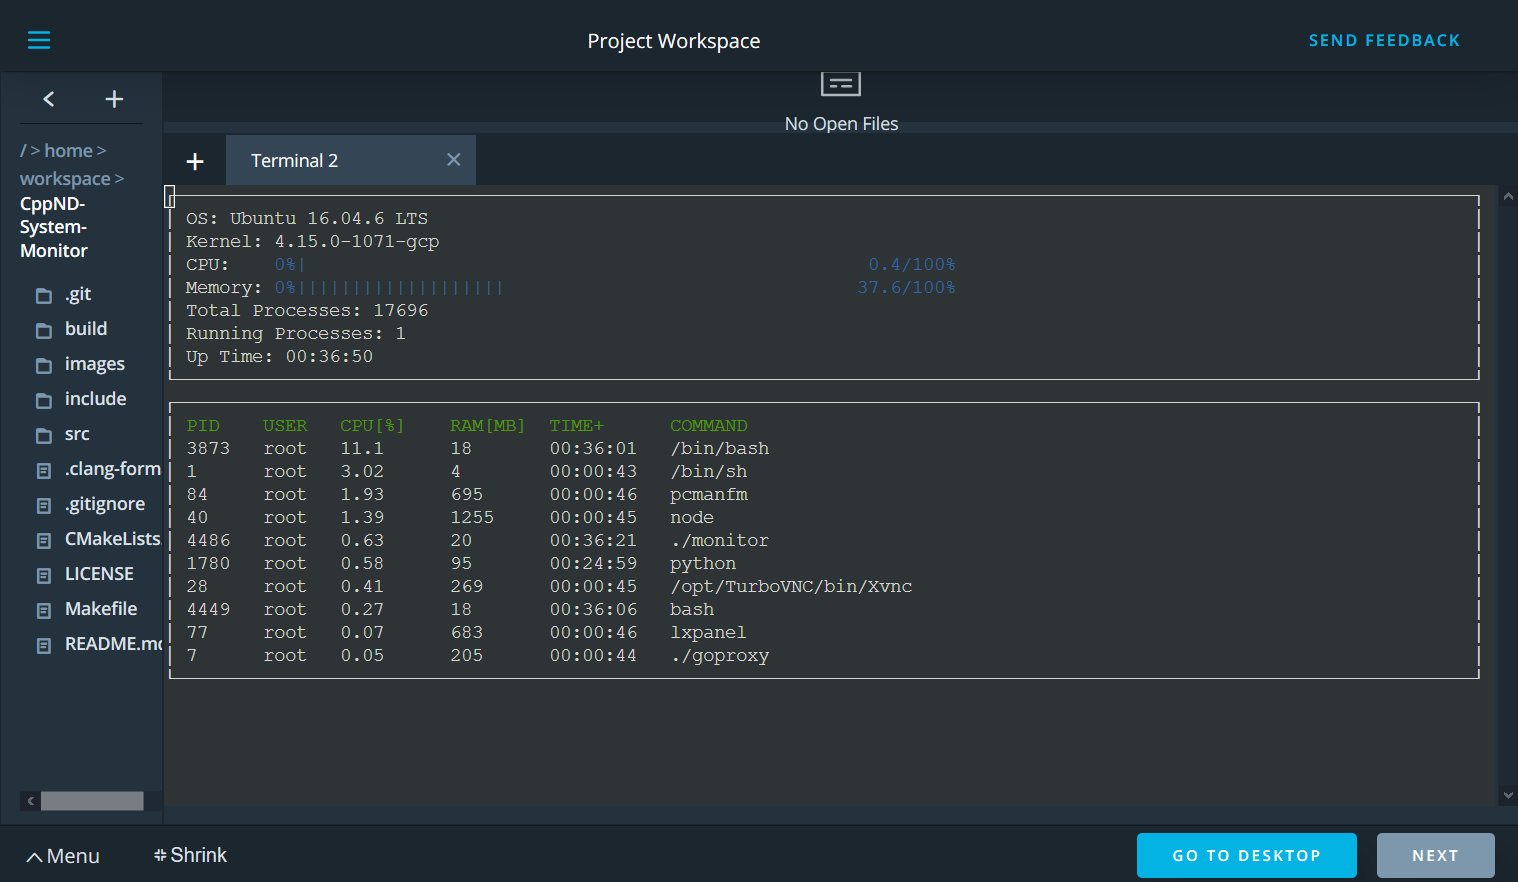 Project Workspace
SEND FEEDBACK
No Open Files
/ > home >
workspace >
CppND-
System-
Monitor
.git
build
images
include
src
.clang-form
.gitignore
CMakeLists.
LICENSE
Makefile
README.md
+ Terminal 2 ✕
OS: Ubuntu 16.04.6 LTS
Kernel: 4.15.0-1071-gcp
CPU: 0%| 0.4/100%
Memory: 0%||||||||||||||||||| 37.6/100%
Total Processes: 17696
Running Processes: 1
Up Time: 00:36:50
PID USER CPU[%] RAM[MB] TIME+ COMMAND
3873 root 11.1 18 00:36:01 /bin/bash
1 root 3.02 4 00:00:43 /bin/sh
84 root 1.93 695 00:00:46 pcmanfm
40 root 1.39 1255 00:00:45 node
4486 root 0.63 20 00:36:21 ./monitor
1780 root 0.58 95 00:24:59 python
28 root 0.41 269 00:00:45 /opt/TurboVNC/bin/Xvnc
4449 root 0.27 18 00:36:06 bash
77 root 0.07 683 00:00:46 lxpanel
7 root 0.05 205 00:00:44 ./goproxy
Menu
Shrink
GO TO DESKTOP
NEXT